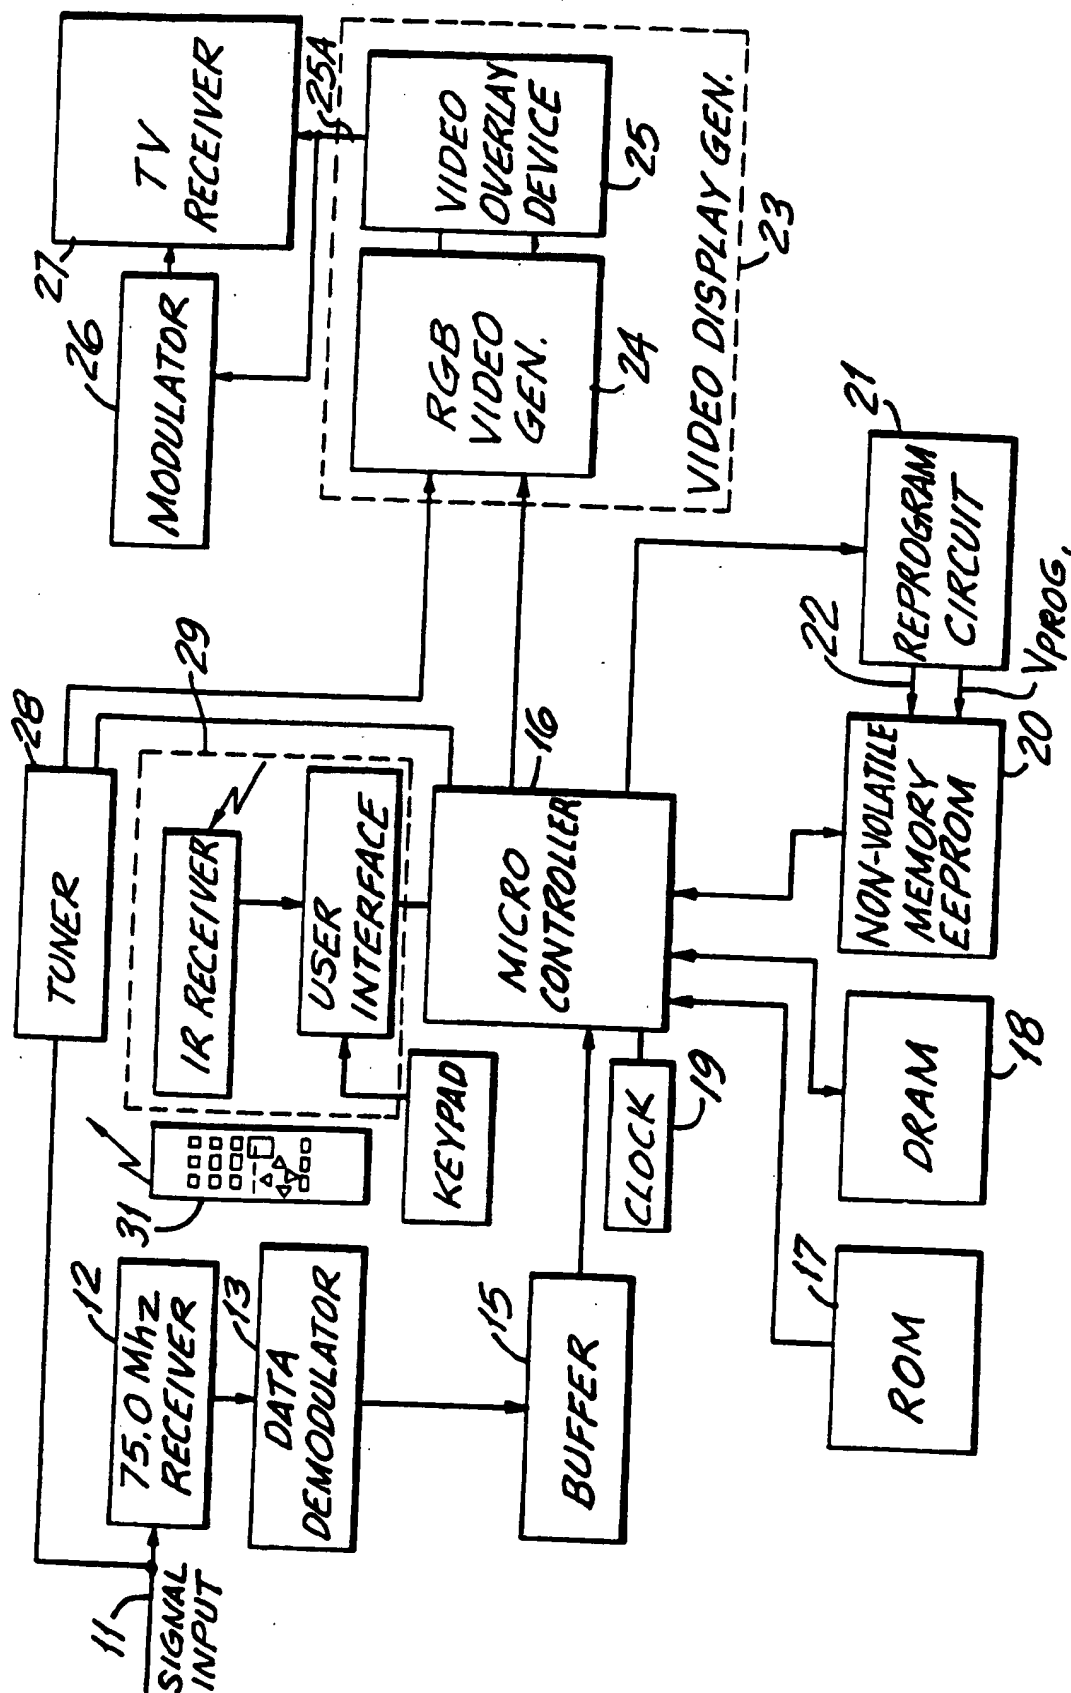 11
SIGNAL
INPUT
12
75.0 Mhz
RECEIVER
13
DATA
DEMODULATOR
15
BUFFER
31
28
TUNER
29
IR RECEIVER
USER
INTERFACE
KEYPAD
16
MICRO
CONTROLLER
CLOCK
19
17
ROM
DRAM
18
NON-VOLATILE
MEMORY
EEPROM
20
22
VPROG.
21
REPROGRAM
CIRCUIT
26
MODULATOR
27
TV
RECEIVER
25A
RGB
VIDEO
GEN.
24
VIDEO
OVERLAY
DEVICE
25
VIDEO DISPLAY GEN.
23